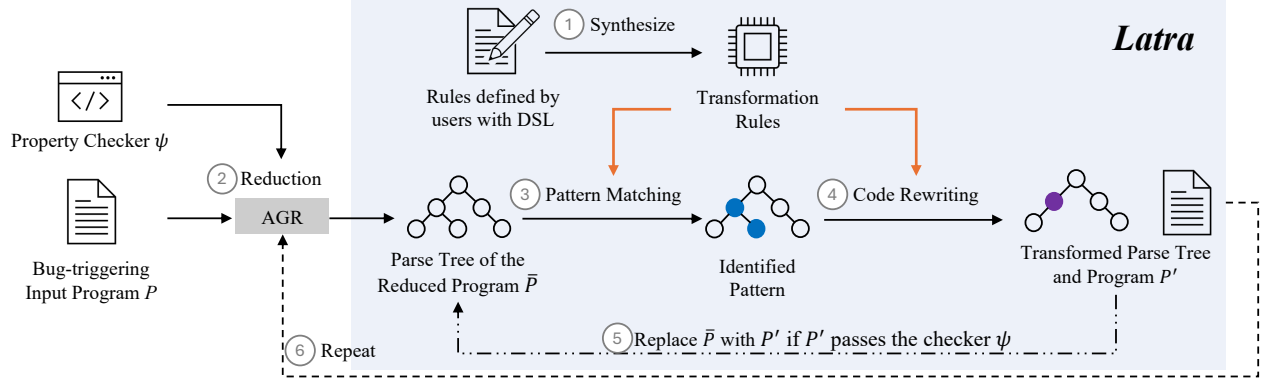 Latra
1 Synthesize
Rules defined by
users with DSL
Transformation
Rules
</>
Property Checker ψ
2 Reduction
AGR
Bug-triggering
Input Program P
3 Pattern Matching
4 Code Rewriting
Parse Tree of the
Reduced Program P̄
Identified
Pattern
Transformed Parse Tree
and Program P′
5 Replace P̄ with P′ if P′ passes the checker ψ
6 Repeat